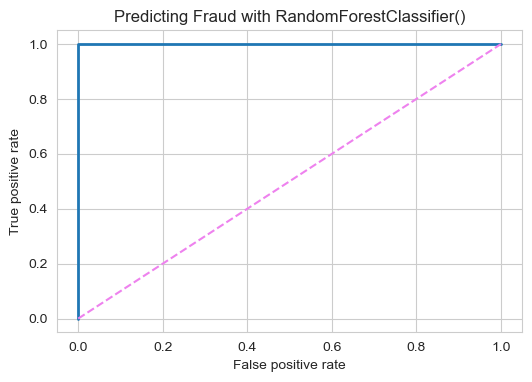 Predicting Fraud with RandomForestClassifier()
1.0
0.8
0.6
0.4
0.2
0.0
True positive rate
0.0 0.2 0.4 0.6 0.8 1.0
False positive rate